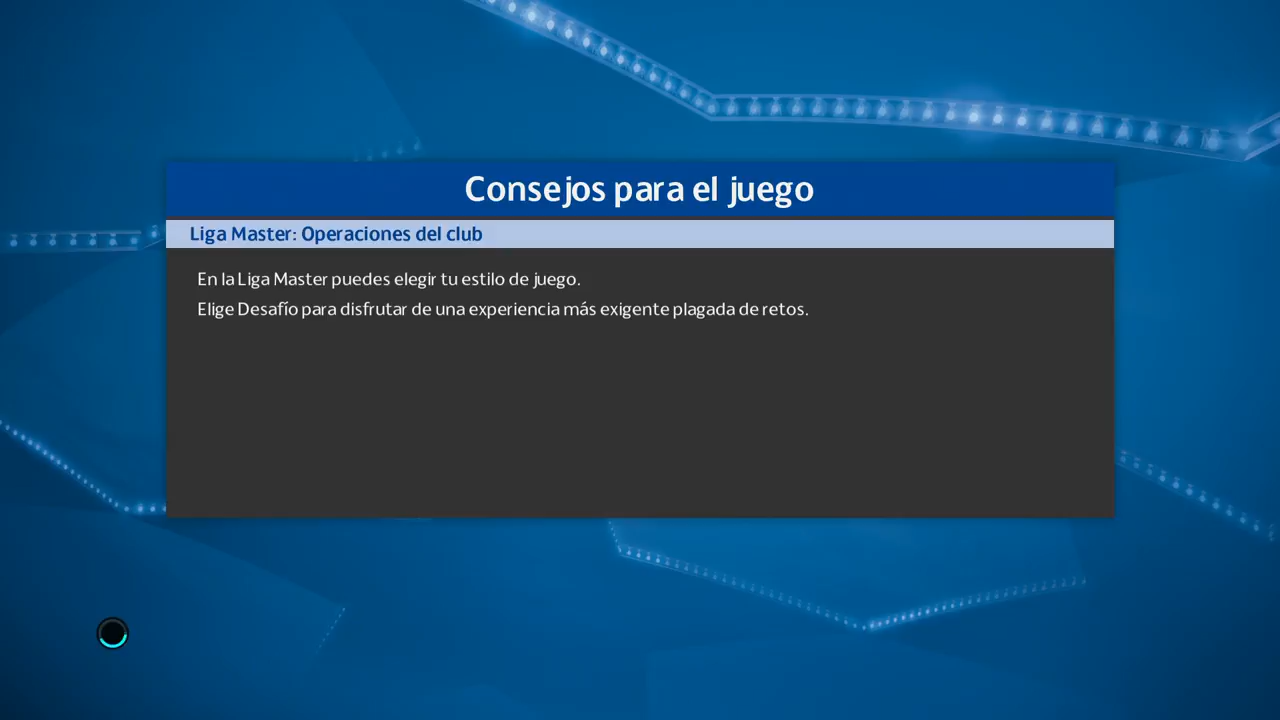 Consejos para el juego
Liga Master: Operaciones del club
En la Liga Master puedes elegir tu estilo de juego.
Elige Desafío para disfrutar de una experiencia más exigente plagada de retos.